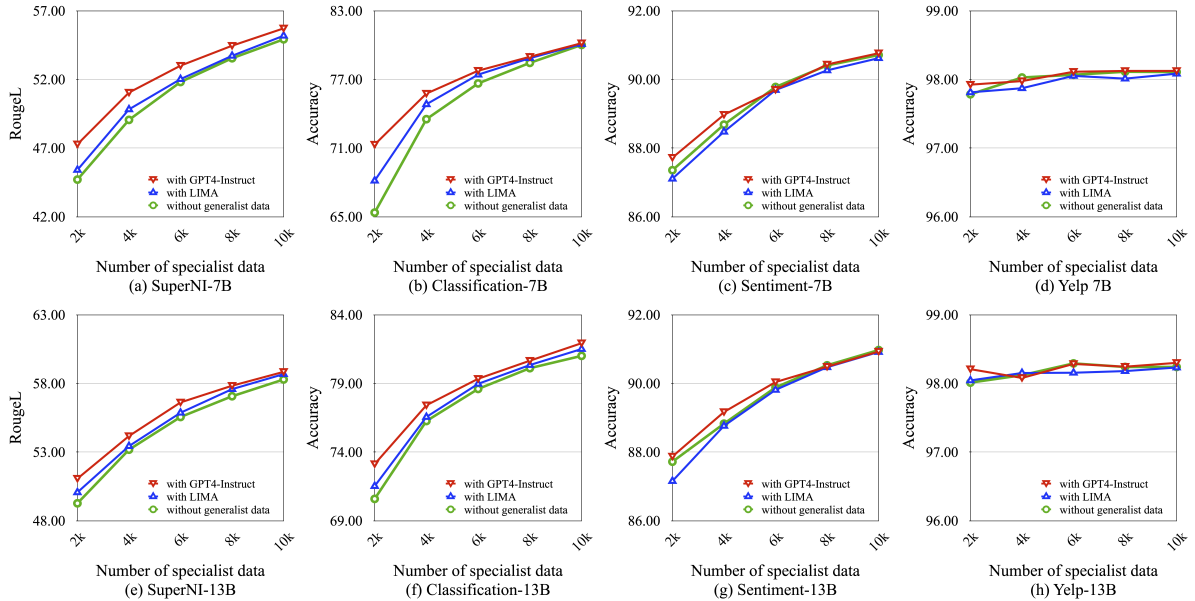 57.00
52.00
47.00
42.00
RougeL
with GPT4-Instruct
with LIMA
without generalist data
2k 4k 6k 8k 10k
Number of specialist data
(a) SuperNI-7B
83.00
77.00
71.00
65.00
Accuracy
with GPT4-Instruct
with LIMA
without generalist data
2k 4k 6k 8k 10k
Number of specialist data
(b) Classification-7B
92.00
90.00
88.00
86.00
Accuracy
with GPT4-Instruct
with LIMA
without generalist data
2k 4k 6k 8k 10k
Number of specialist data
(c) Sentiment-7B
99.00
98.00
97.00
96.00
Accuracy
with GPT4-Instruct
with LIMA
without generalist data
2k 4k 6k 8k 10k
Number of specialist data
(d) Yelp 7B
63.00
58.00
53.00
48.00
RougeL
with GPT4-Instruct
with LIMA
without generalist data
2k 4k 6k 8k 10k
Number of specialist data
(e) SuperNI-13B
84.00
79.00
74.00
69.00
Accuracy
with GPT4-Instruct
with LIMA
without generalist data
2k 4k 6k 8k 10k
Number of specialist data
(f) Classification-13B
92.00
90.00
88.00
86.00
Accuracy
with GPT4-Instruct
with LIMA
without generalist data
2k 4k 6k 8k 10k
Number of specialist data
(g) Sentiment-13B
99.00
98.00
97.00
96.00
Accuracy
with GPT4-Instruct
with LIMA
without generalist data
2k 4k 6k 8k 10k
Number of specialist data
(h) Yelp-13B